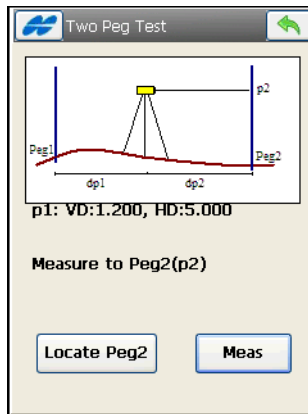 Two Peg Test
p2
Peg1
Peg2
dp1
dp2
p1: VD:1.200, HD:5.000
Measure to Peg2(p2)
Locate Peg2
Meas